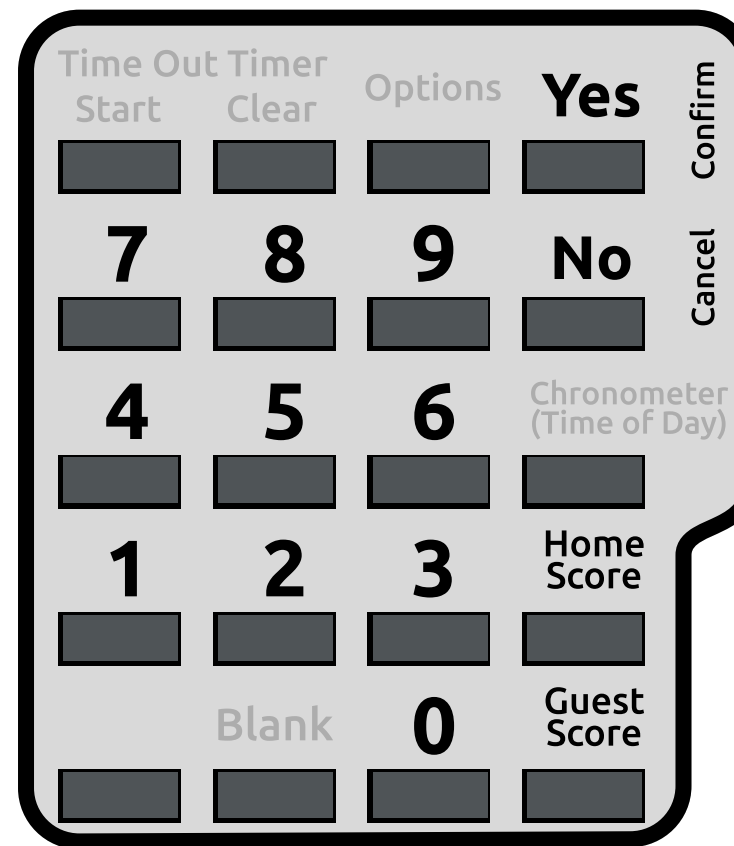 Time Out Timer
Start Clear Options Yes Confirm
7 8 9 No Cancel
4 5 6 Chronometer
(Time of Day)
1 2 3 Home
Score
Blank 0 Guest
Score